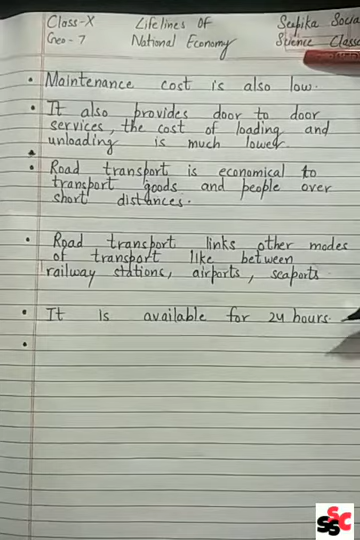 Class-X Lifelines Of Deepika Social
Geo-7 National Economy Science Classes
• Maintenance cost is also low.
• It also provides door to door
services, the cost of loading and
unloading is much lower.
• Road transport is economical to
transport goods and people over
short distances.
• Road transport links other modes
of transport like between
railway stations, airports, seaports
• It Is available for 24 hours.
•
SSC